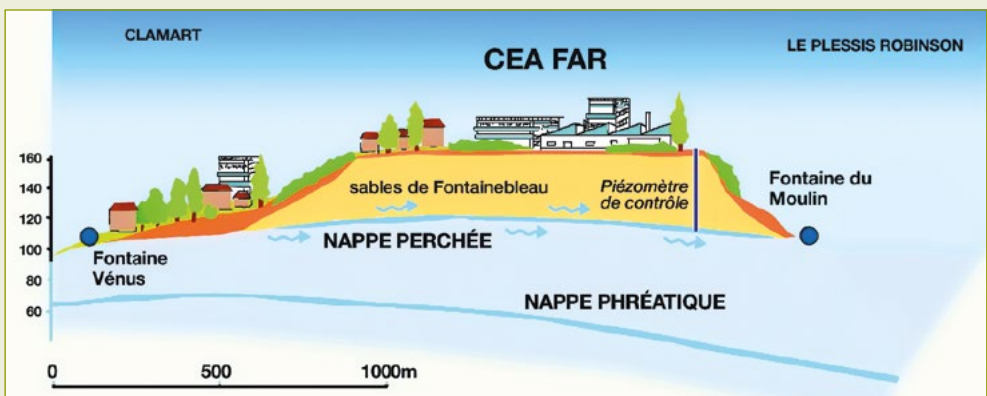 CLAMART
CEA FAR
LE PLESSIS ROBINSON
160
140
120
100
80
60
sables de Fontainebleau
Piézomètre
de contrôle
Fontaine du
Moulin
NAPPE PERCHÉE
Fontaine
Vénus
NAPPE PHRÉATIQUE
0
500
1000m